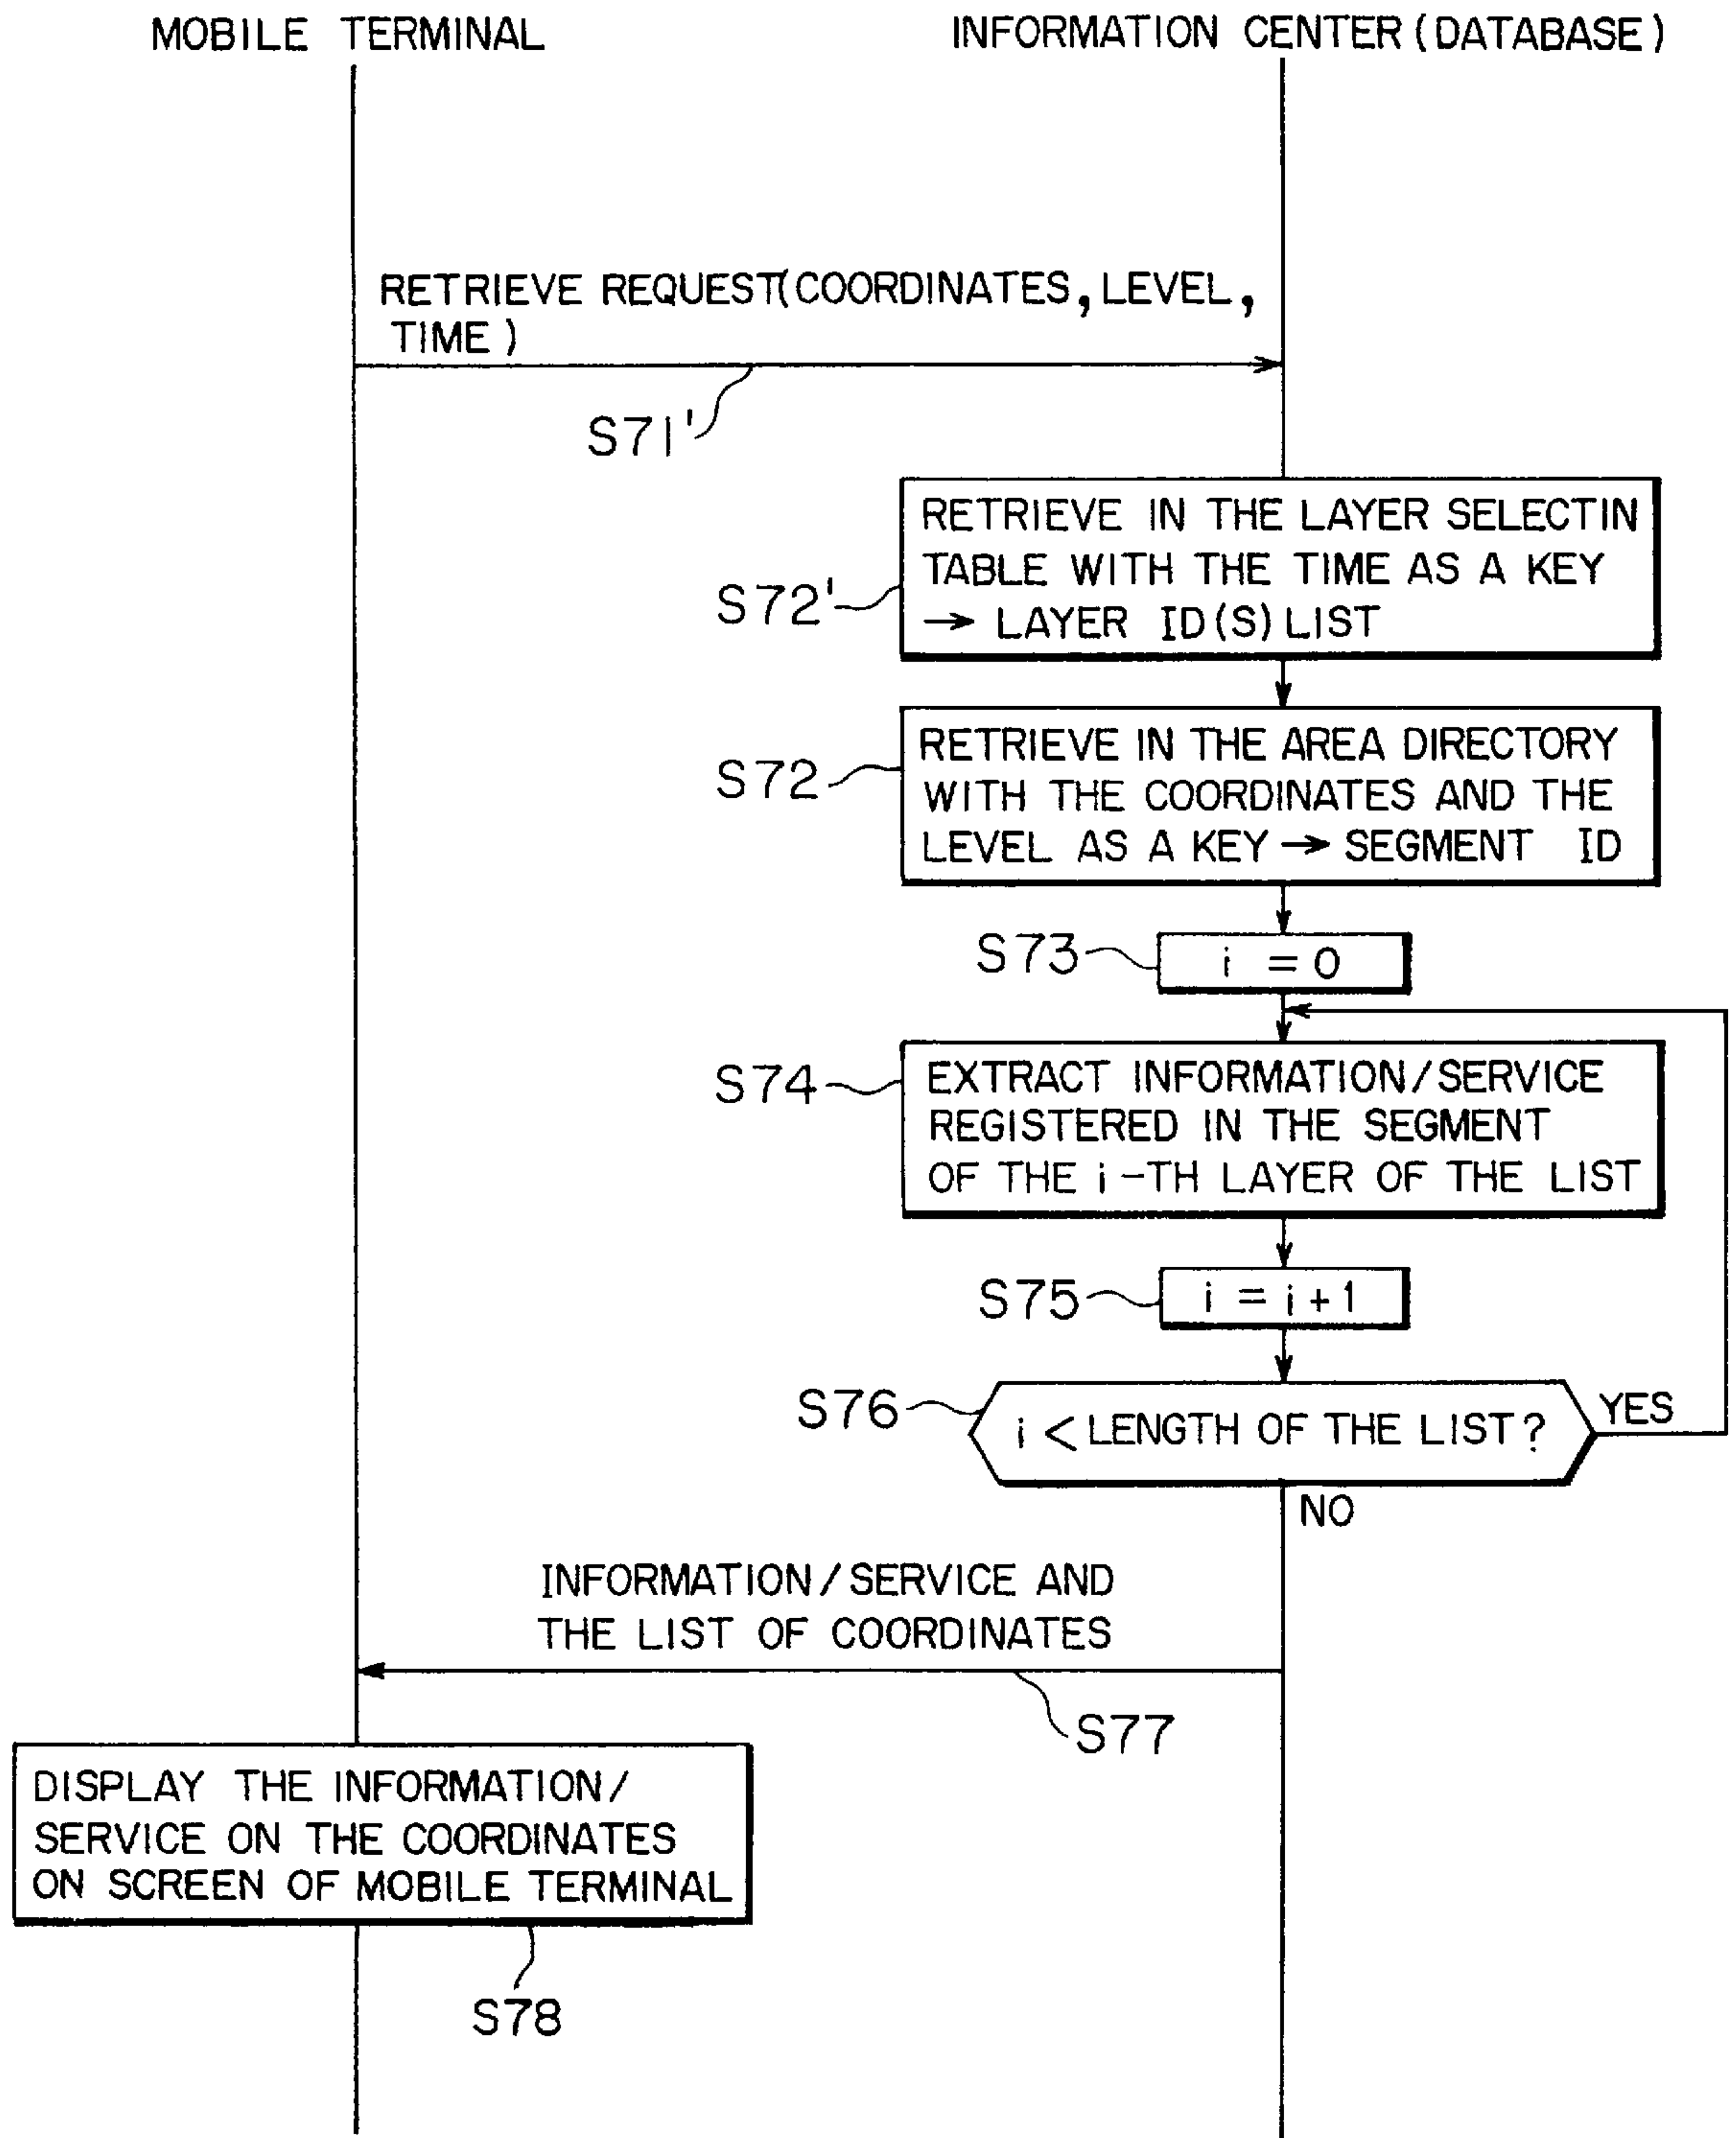 MOBILE TERMINAL
INFORMATION CENTER (DATABASE)
RETRIEVE REQUEST(COORDINATES, LEVEL,
TIME)
S71'
RETRIEVE IN THE LAYER SELECTIN
TABLE WITH THE TIME AS A KEY
→ LAYER ID(S) LIST
S72'
RETRIEVE IN THE AREA DIRECTORY
WITH THE COORDINATES AND THE
LEVEL AS A KEY → SEGMENT ID
S72
S73
i = 0
S74
EXTRACT INFORMATION/SERVICE
REGISTERED IN THE SEGMENT
OF THE i-TH LAYER OF THE LIST
S75
i = i+1
S76
i < LENGTH OF THE LIST?
YES
NO
INFORMATION/SERVICE AND
THE LIST OF COORDINATES
S77
DISPLAY THE INFORMATION/
SERVICE ON THE COORDINATES
ON SCREEN OF MOBILE TERMINAL
S78